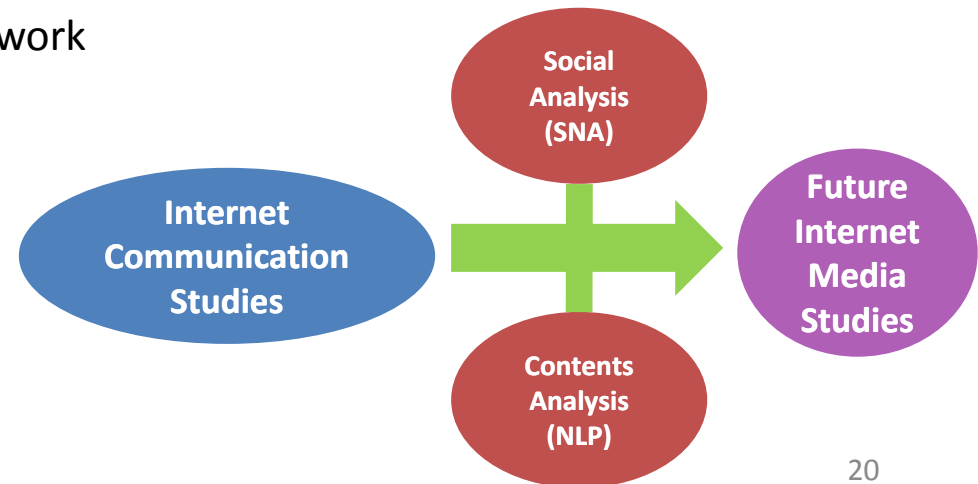 work
Social
Analysis
(SNA)
Internet
Communication
Studies
Future
Internet
Media
Studies
Contents
Analysis
(NLP)
20